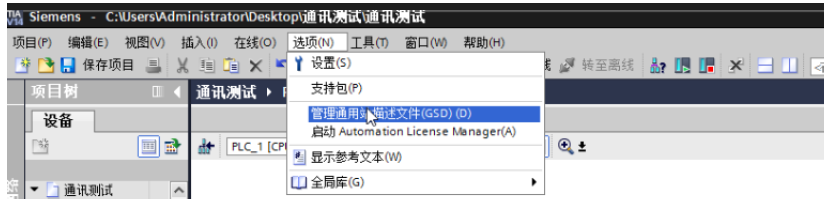 Siemens - C:\Users\Administrator\Desktop\通讯测试\通讯测试
项目(P) 编辑(E) 视图(V) 插入(I) 在线(O) 选项(N) 工具(T) 窗口(W) 帮助(H)
保存项目 转至离线
设置(S)
支持包(P)
管理通用站描述文件(GSD) (D)
启动 Automation License Manager(A)
显示参考文本(W)
全局库(G)
项目树
设备
通讯测试
通讯测试
PLC_1 [CPU